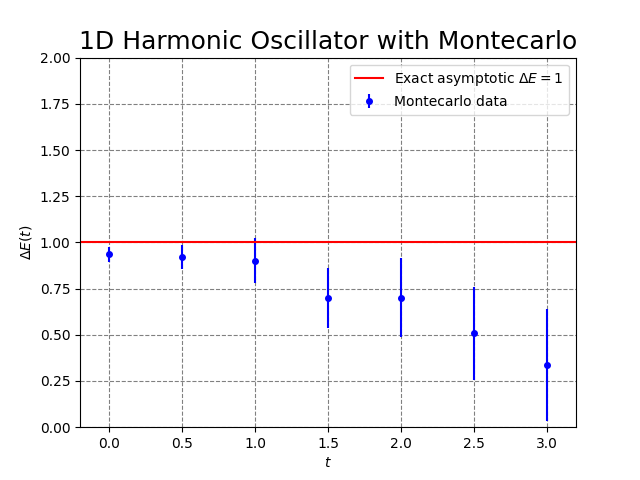 1D Harmonic Oscillator with Montecarlo
2.00
1.75
1.50
1.25
1.00
0.75
0.50
0.25
0.00
ΔE(t)
Exact asymptotic ΔE = 1
Montecarlo data
0.0 0.5 1.0 1.5 2.0 2.5 3.0
t